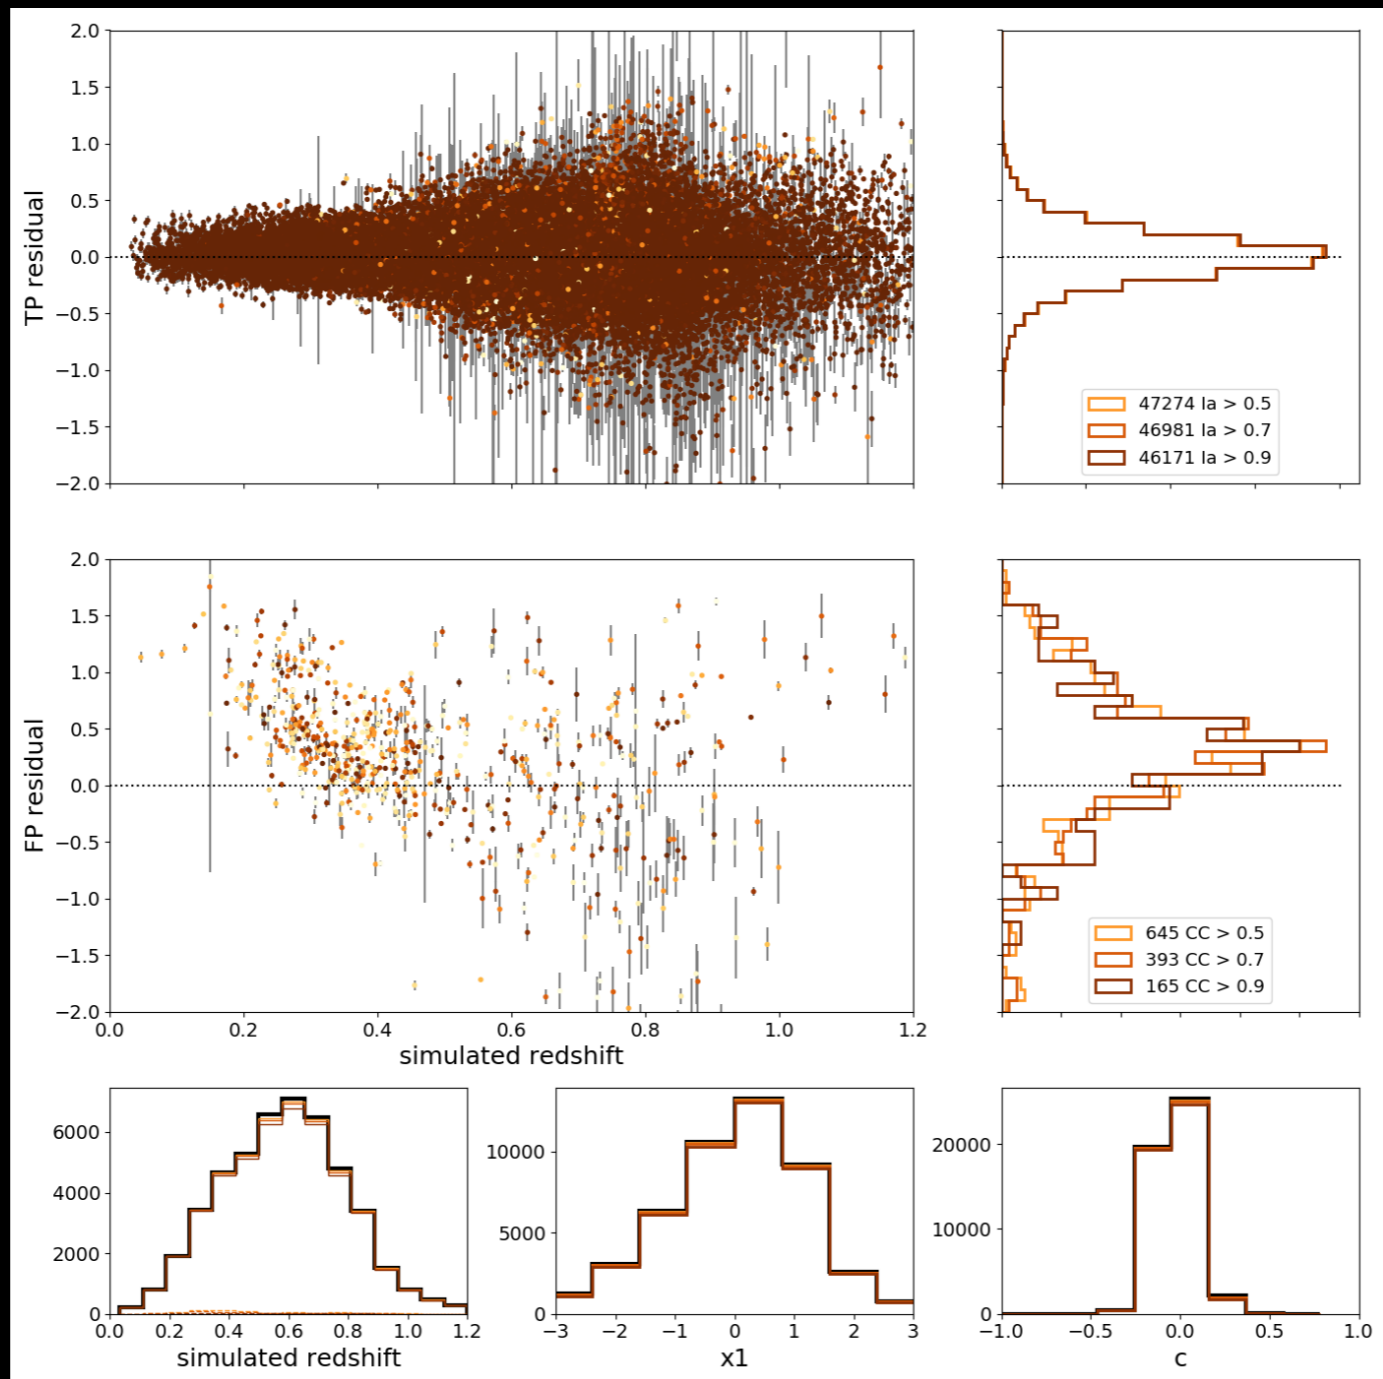 2.0
1.5
1.0
0.5
0.0
−0.5
−1.0
−1.5
−2.0
TP residual
47274 Ia > 0.5
46981 Ia > 0.7
46171 Ia > 0.9
2.0
1.5
1.0
0.5
0.0
−0.5
−1.0
−1.5
−2.0
FP residual
0.0 0.2 0.4 0.6 0.8 1.0 1.2
simulated redshift
645 CC > 0.5
393 CC > 0.7
165 CC > 0.9
6000
4000
2000
0
0.0 0.2 0.4 0.6 0.8 1.0 1.2
simulated redshift
10000
5000
0
−3 −2 −1 0 1 2 3
x1
20000
10000
0
−1.0 −0.5 0.0 0.5 1.0
c